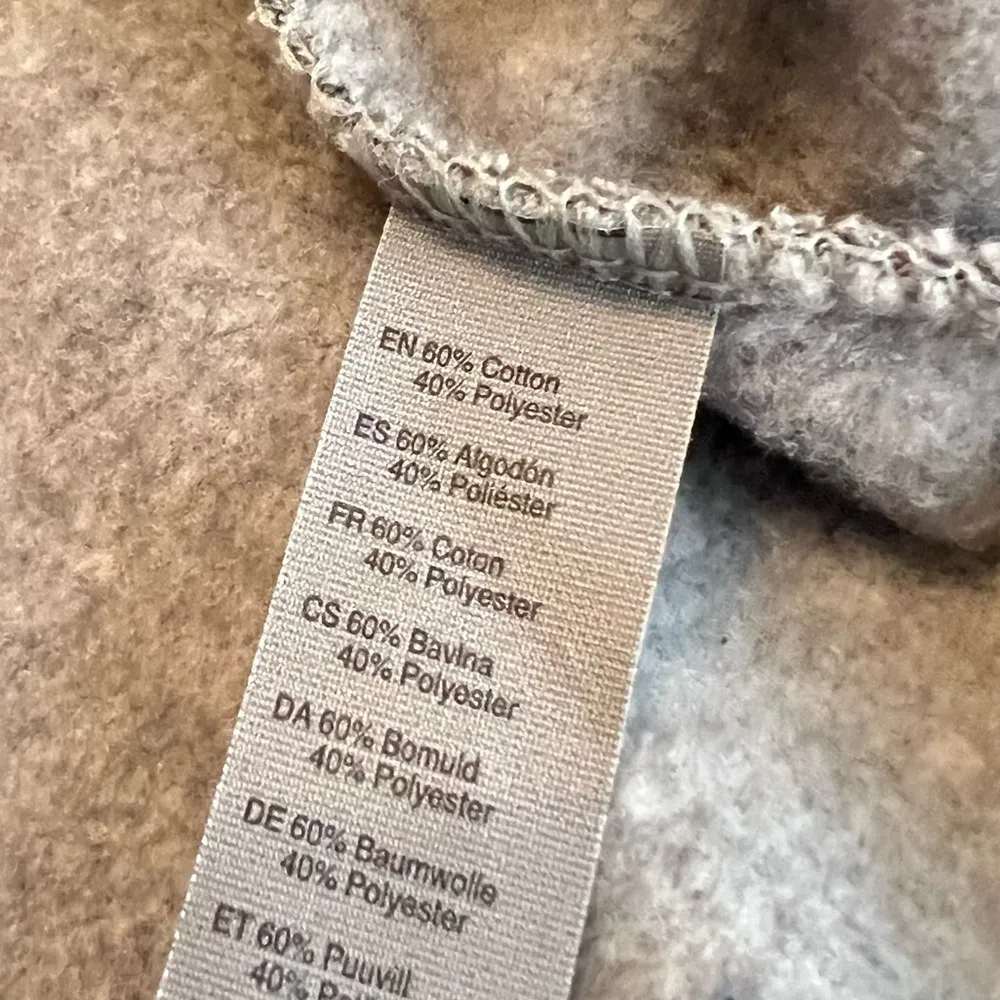 EN 60% Cotton
40% Polyester
ES 60% Algodón
40% Poliéster
FR 60% Coton
40% Polyester
CS 60% Bavlna
40% Polyester
DA 60% Bomuld
40% Polyester
DE 60% Baumwolle
40% Polyester
ET 60% Puuvill
40%